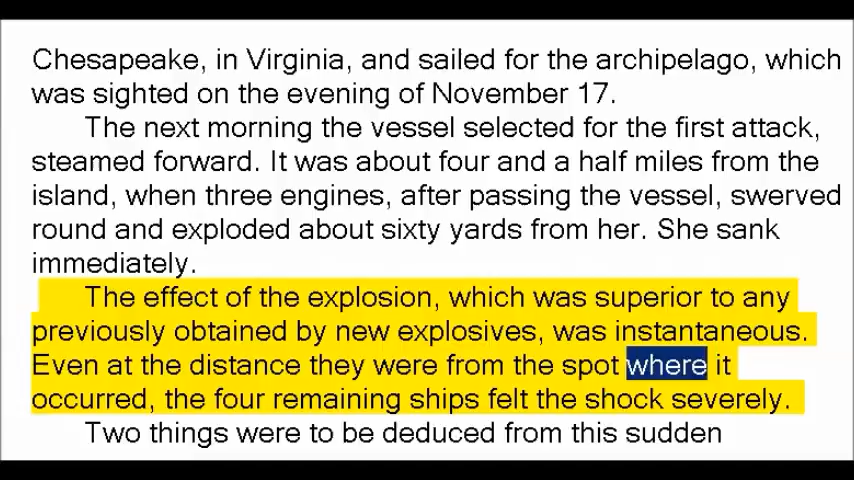 Chesapeake, in Virginia, and sailed for the archipelago, which
was sighted on the evening of November 17.
The next morning the vessel selected for the first attack,
steamed forward. It was about four and a half miles from the
island, when three engines, after passing the vessel, swerved
round and exploded about sixty yards from her. She sank
immediately.
The effect of the explosion, which was superior to any
previously obtained by new explosives, was instantaneous.
Even at the distance they were from the spot where it
occurred, the four remaining ships felt the shock severely.
Two things were to be deduced from this sudden